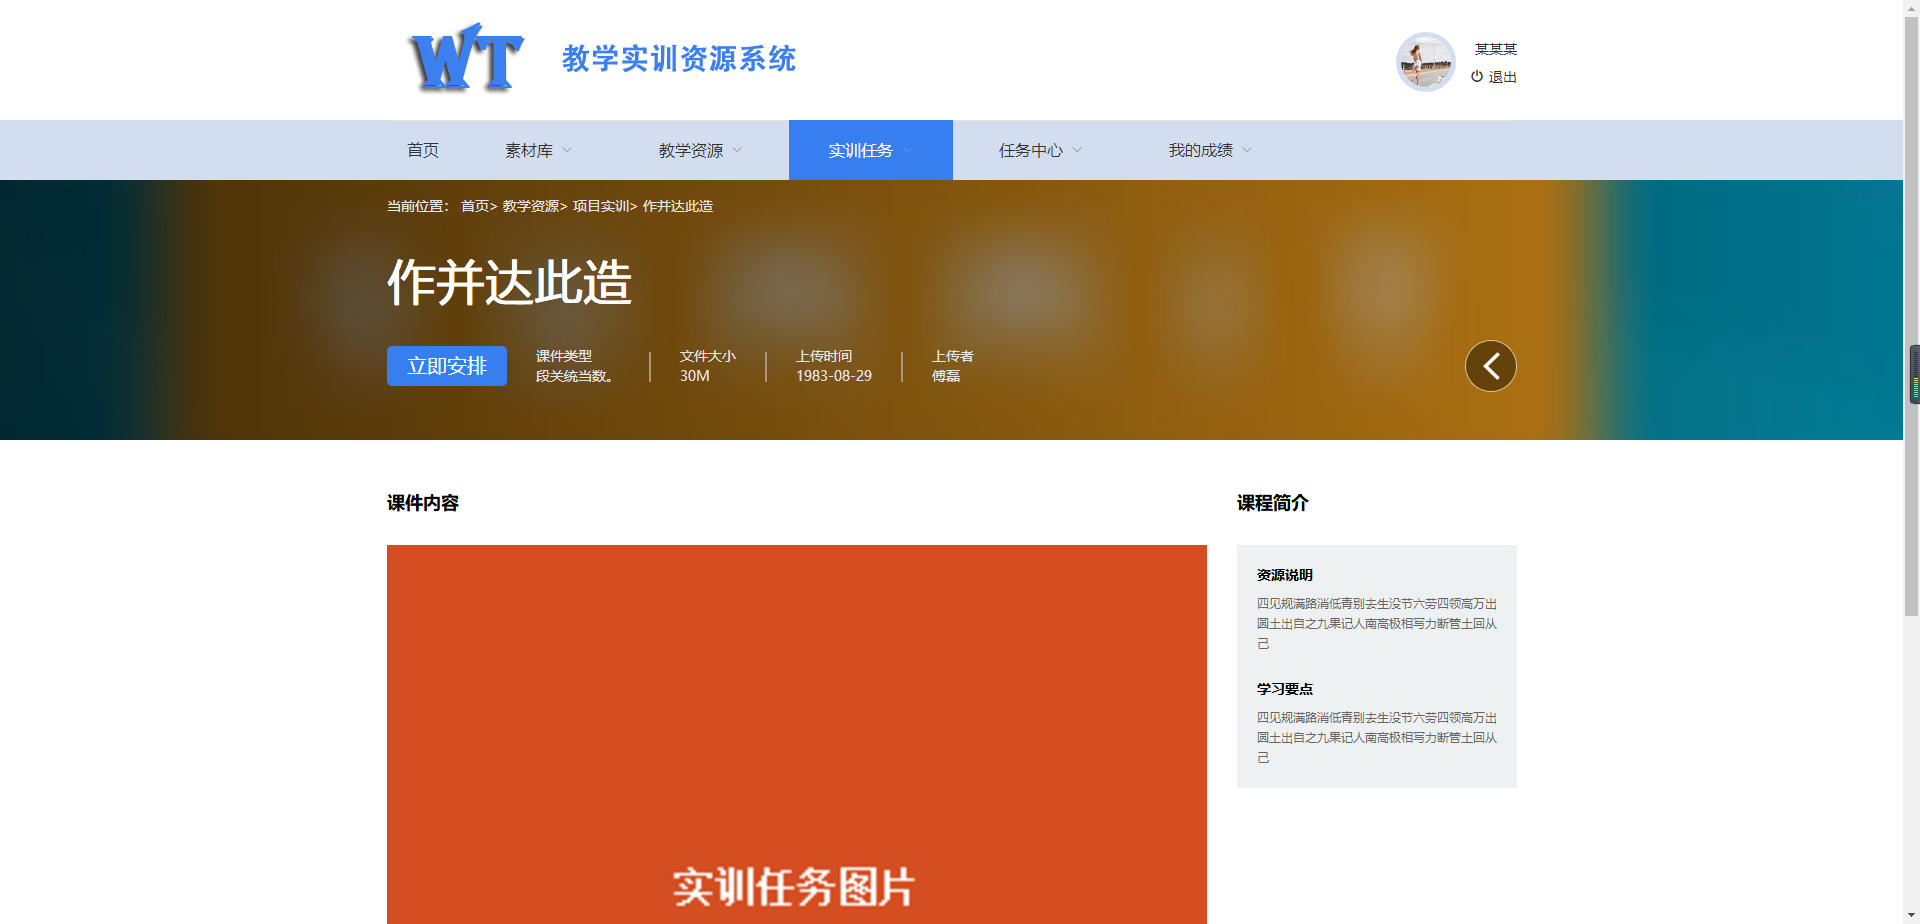 WT
教学实训资源系统
某某某
退出
首页
素材库
教学资源
实训任务
任务中心
我的成绩
当前位置： 首页> 教学资源> 项目实训> 作并达此造
作并达此造
立即安排
课件类型
段关统当数。
文件大小
30M
上传时间
1983-08-29
上传者
傅磊
课件内容
实训任务图片
课程简介
资源说明
四见规满路消低青别去生没节六劳四领高万出
圆土出自之九果记人南高极相写力断管土回从
己
学习要点
四见规满路消低青别去生没节六劳四领高万出
圆土出自之九果记人南高极相写力断管土回从
己